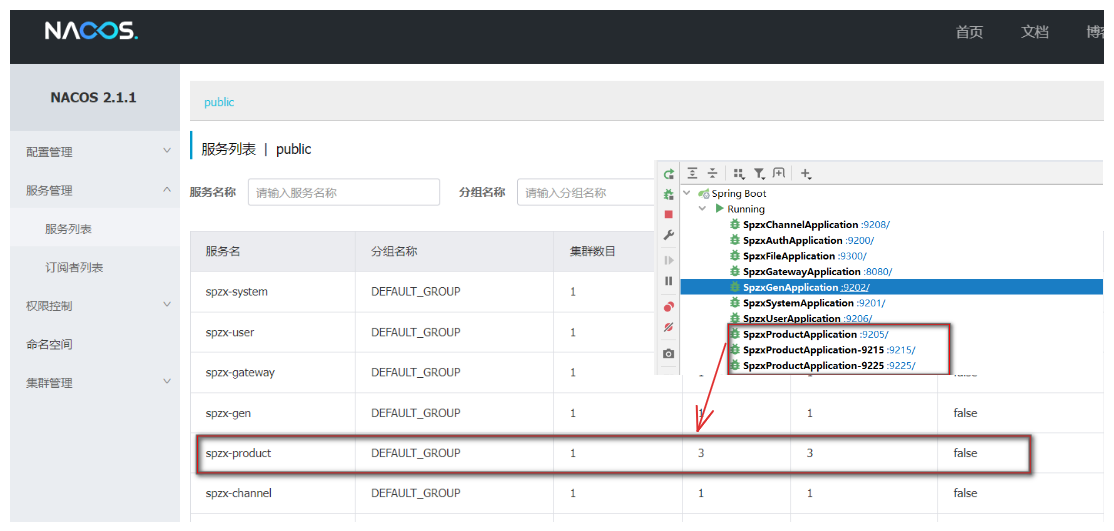 NACOS.
首页 文档 博客
NACOS 2.1.1
public
配置管理
服务列表 | public
服务管理
服务名称 请输入服务名称 分组名称 请输入分组名称
服务列表
订阅者列表
权限控制
命名空间
集群管理
Spring Boot
Running
SpzxChannelApplication :9208/
SpzxAuthApplication :9200/
SpzxFileApplication :9300/
SpzxGatewayApplication :8080/
SpzxGenApplication :9202/
SpzxSystemApplication :9201/
SpzxUserApplication :9206/
SpzxProductApplication :9205/
SpzxProductApplication-9215 :9215/
SpzxProductApplication-9225 :9225/
服务名 分组名称 集群数目
spzx-system DEFAULT_GROUP 1
spzx-user DEFAULT_GROUP 1
spzx-gateway DEFAULT_GROUP 1
spzx-gen DEFAULT_GROUP 1 1 1 false
spzx-product DEFAULT_GROUP 1 3 3 false
spzx-channel DEFAULT_GROUP 1 1 1 false